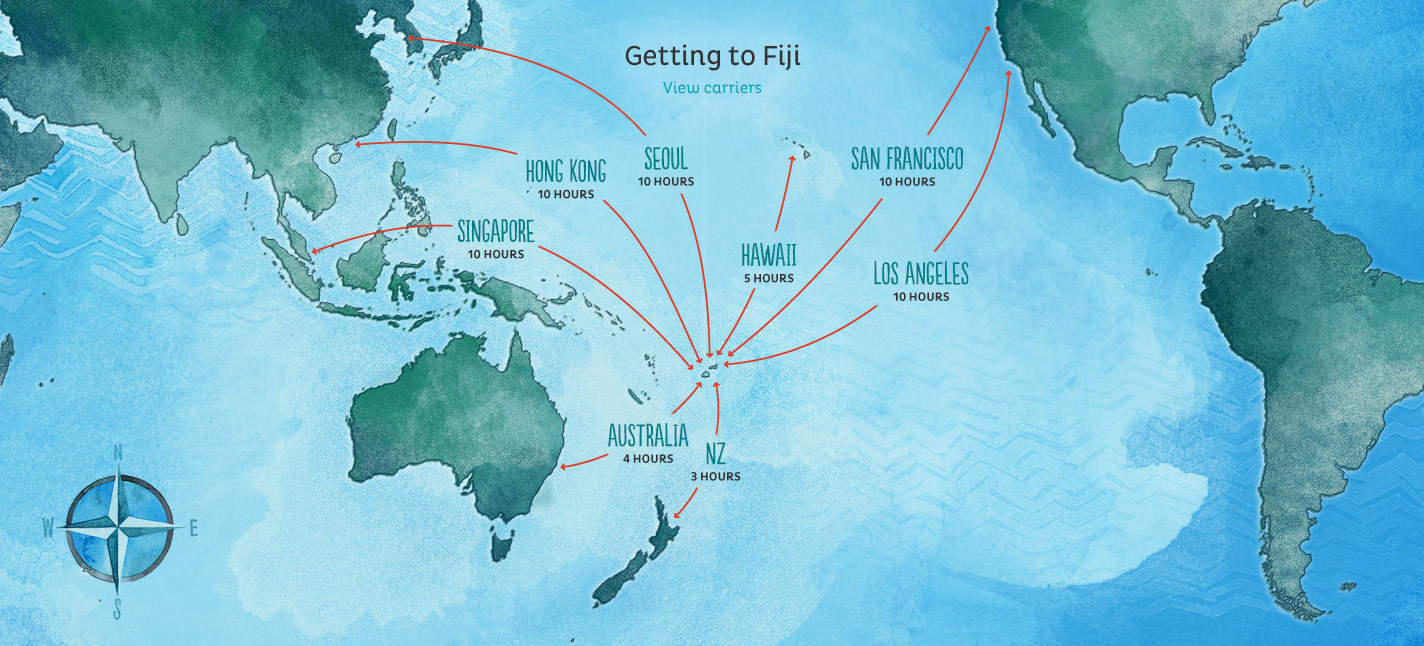 Getting to Fiji
View carriers
HONG KONG
10 HOURS
SEOUL
10 HOURS
SAN FRANCISCO
10 HOURS
SINGAPORE
10 HOURS
HAWAII
5 HOURS
LOS ANGELES
10 HOURS
AUSTRALIA
4 HOURS
NZ
3 HOURS
N
W
E
S